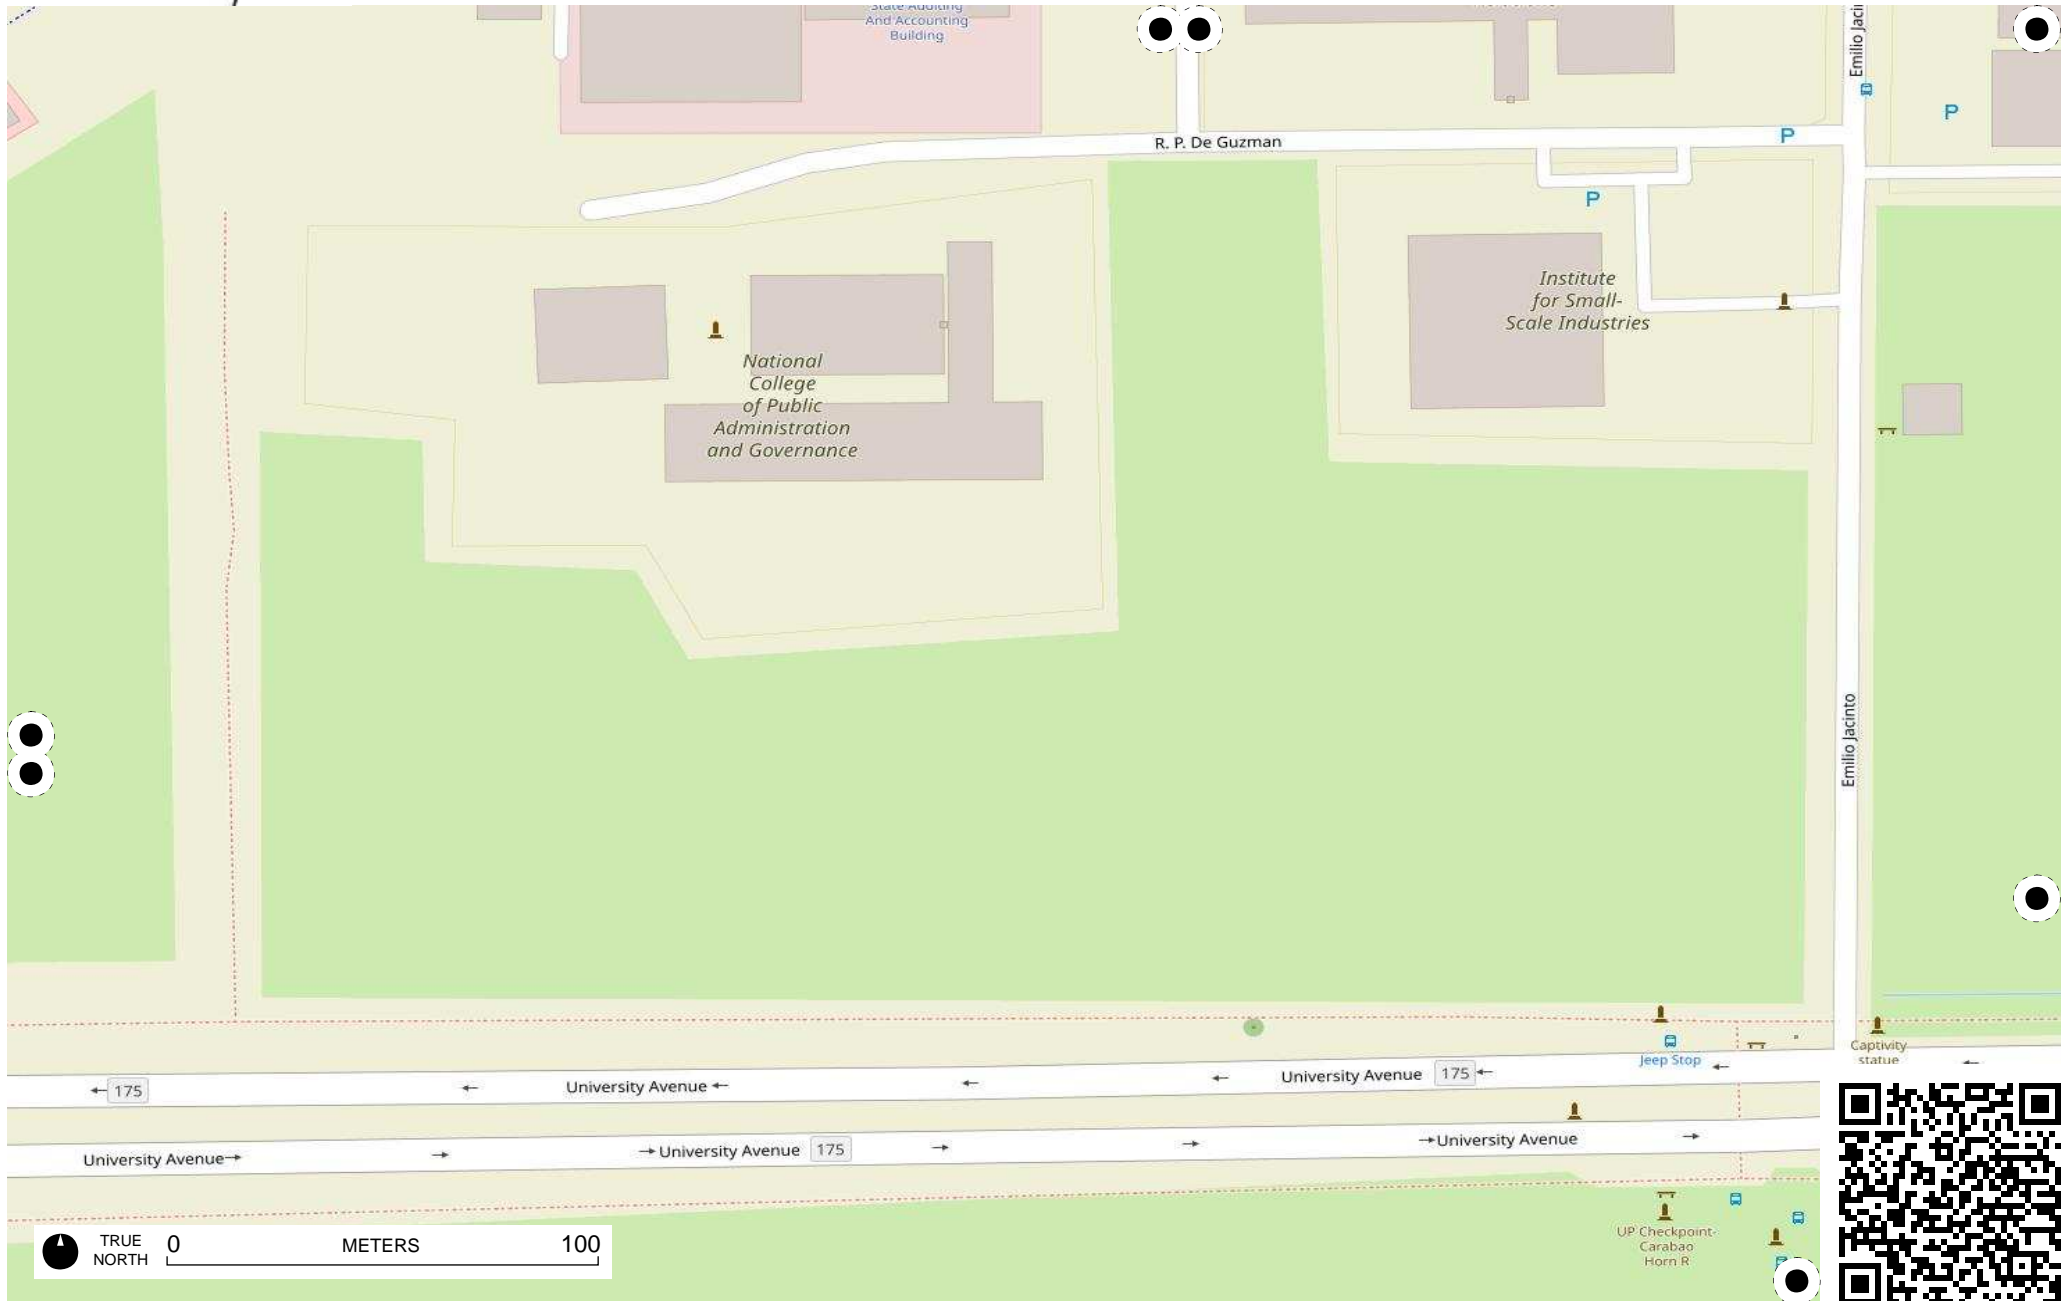 State Auditing
And Accounting
Building
Emilio Jaci
P
P
R. P. De Guzman
P
Institute
for Small-
Scale Industries
National
College
of Public
Administration
and Governance
Emilio Jacinto
Captivity
statue
Jeep Stop
University Avenue
175
175
University Avenue
University Avenue
University Avenue
175
University Avenue
UP Checkpoint-
Carabao
Horn R
TRUE
NORTH
0
METERS
100